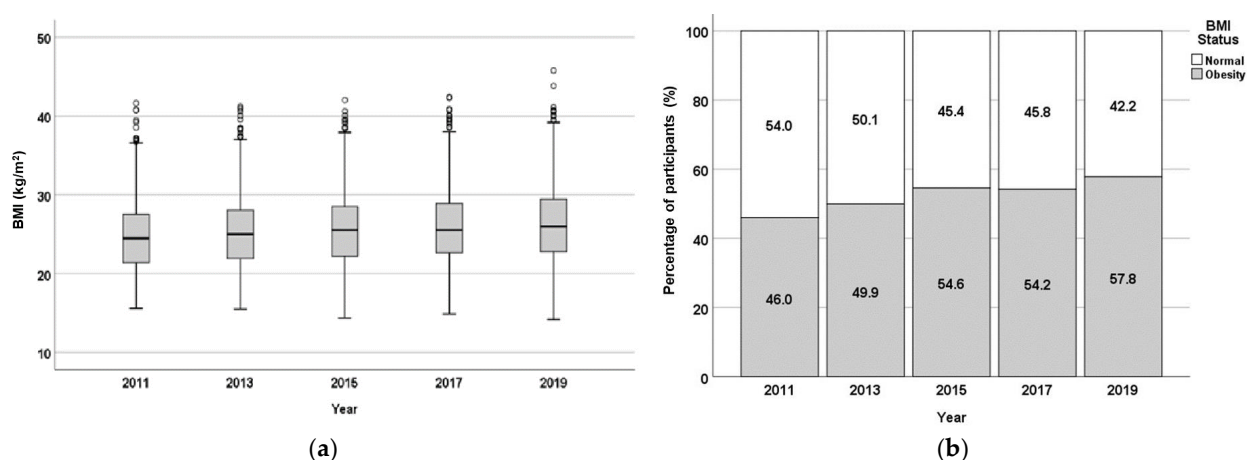 50
40
30
20
10
BMI (kg/m²)
2011 2013 2015 2017 2019
Year
(a)
100
80
60
40
20
0
Percentage of participants (%)
54.0 50.1 45.4 45.8 42.2
46.0 49.9 54.6 54.2 57.8
2011 2013 2015 2017 2019
Year
BMI
Status
Normal
Obesity
(b)